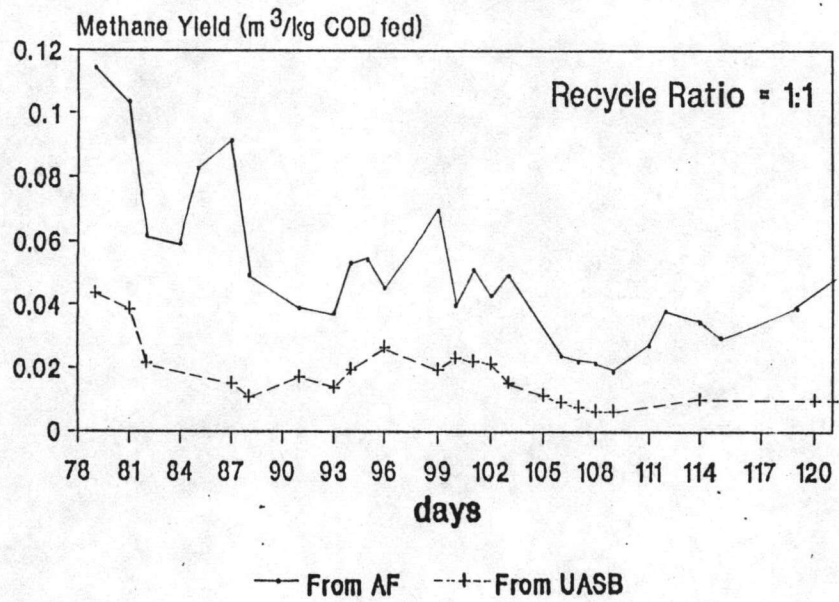 Methane Yield (m³/kg COD fed)
0.12
Recycle Ratio = 1:1
0.1
0.08
0.06
0.04
0.02
0
78 81 84 87 90 93 96 99 102 105 108 111 114 117 120
days
From AF From UASB